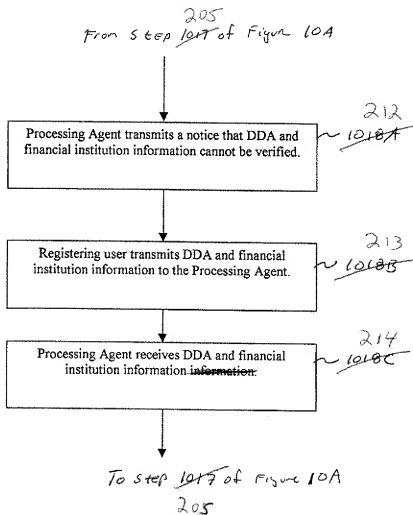 205
From Step 1017 of Figure 10A
212
Processing Agent transmits a notice that DDA and
1018A
financial institution information cannot be verified.
213
Registering user transmits DDA and financial
1018B
institution information to the Processing Agent.
214
Processing Agent receives DDA and financial
1018C
institution information information.
To Step 1017 of Figure 10A
205